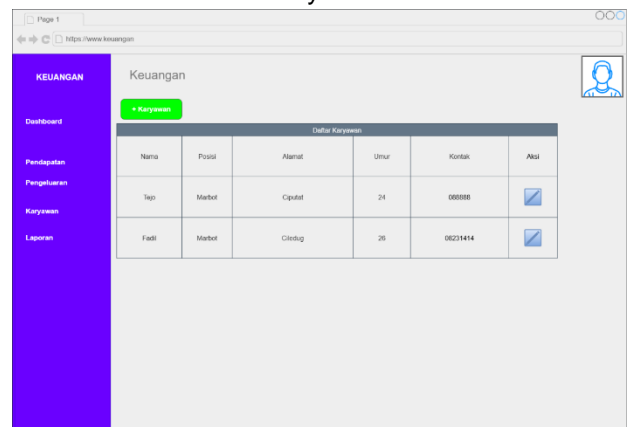 Page 1
https://www.keuangan
KEUANGAN
Keuangan
+ Karyawan
Dashboard
Daftar Karyawan
Nama Posisi Alamat Umur Kontak Aksi
Pendapatan
Pengeluaran
Tejo Marbot Ciputat 24
Karyawan
Laporan
Fadil Marbot Ciledug 26 08231414